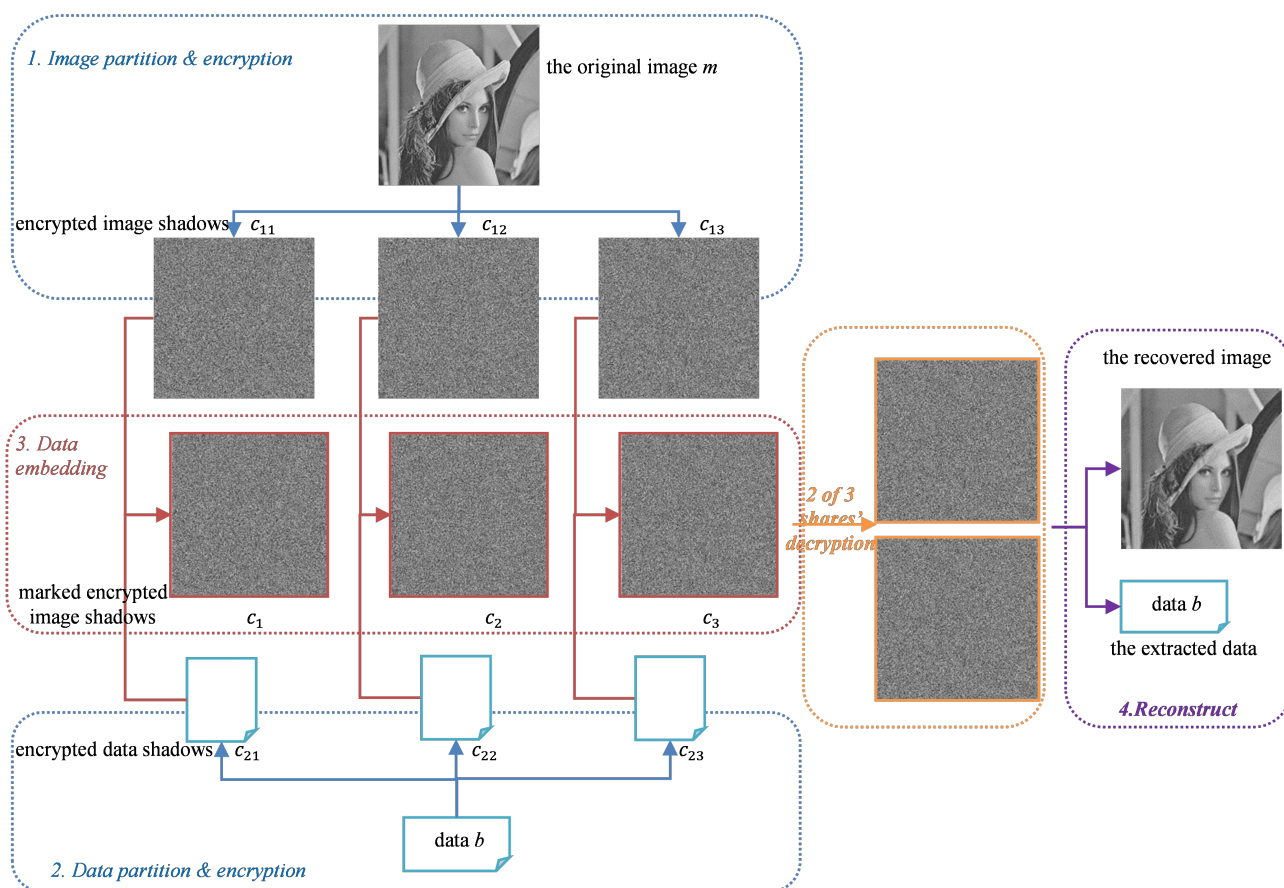 1. Image partition & encryption
the original image m
encrypted image shadows
c₁₁
c₁₂
c₁₃
3. Data
embedding
marked encrypted
image shadows
c₁
c₂
c₃
2 of 3
shares’
decryption
the recovered image
data b
the extracted data
4.Reconstruct
encrypted data shadows
c₂₁
c₂₂
c₂₃
data b
2. Data partition & encryption